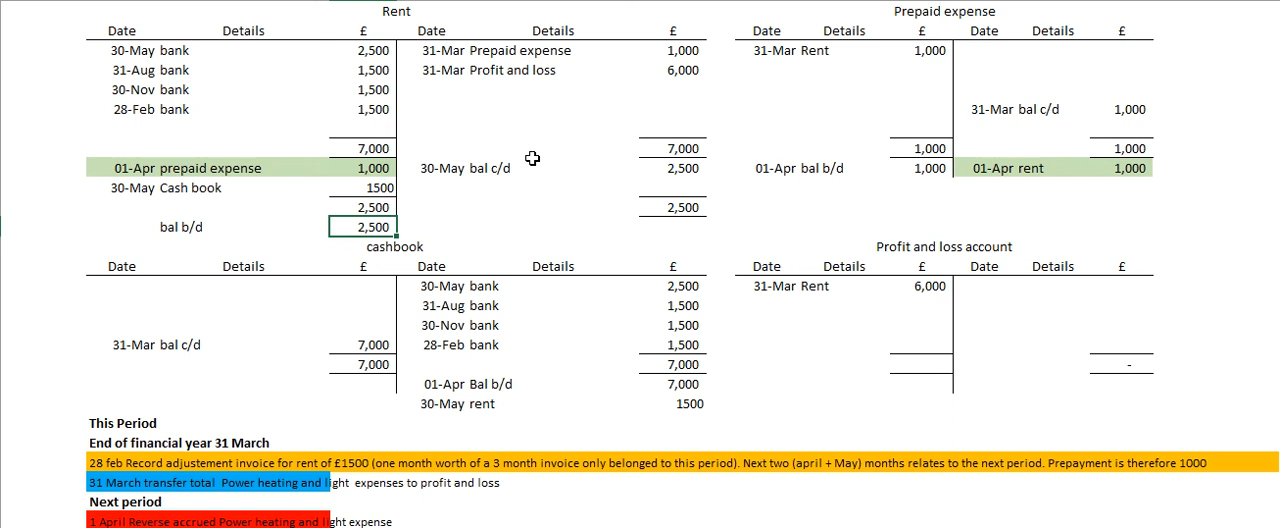 Rent Prepaid expense
Date Details £ Date Details £ Date Details £ Date Details £
30-May bank 2,500 31-Mar Prepaid expense 1,000 31-Mar Rent 1,000
31-Aug bank 1,500 31-Mar Profit and loss 6,000
30-Nov bank 1,500
28-Feb bank 1,500 31-Mar bal c/d 1,000
7,000 7,000 1,000 1,000
01-Apr prepaid expense 1,000 30-May bal c/d 2,500 01-Apr bal b/d 1,000 01-Apr rent 1,000
30-May Cash book 1500
2,500 2,500
bal b/d 2,500
cashbook Profit and loss account
Date Details £ Date Details £ Date Details £ Date Details £
30-May bank 2,500 31-Mar Rent 6,000
31-Aug bank 1,500
30-Nov bank 1,500
31-Mar bal c/d 7,000 28-Feb bank 1,500
7,000 7,000 -
01-Apr Bal b/d 7,000
30-May rent 1500
This Period
End of financial year 31 March
28 feb Record adjustement invoice for rent of £1500 (one month worth of a 3 month invoice only belonged to this period). Next two (april + May) months relates to the next period. Prepayment is therefore 1000
31 March transfer total Power heating and light expenses to profit and loss
Next period
1 April Reverse accrued Power heating and light expense